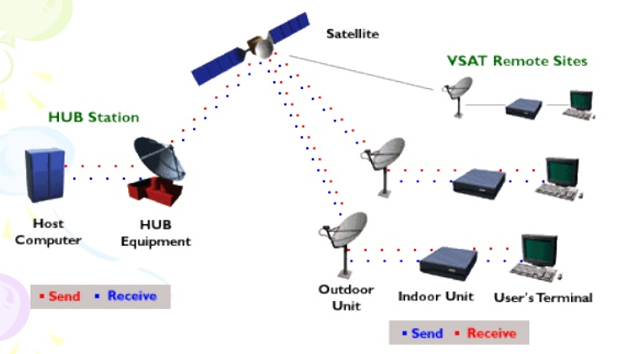 Satellite
VSAT Remote Sites
HUB Station
Host
Computer
HUB
Equipment
Outdoor
Unit
Indoor Unit
User's Terminal
Send Receive
Send Receive